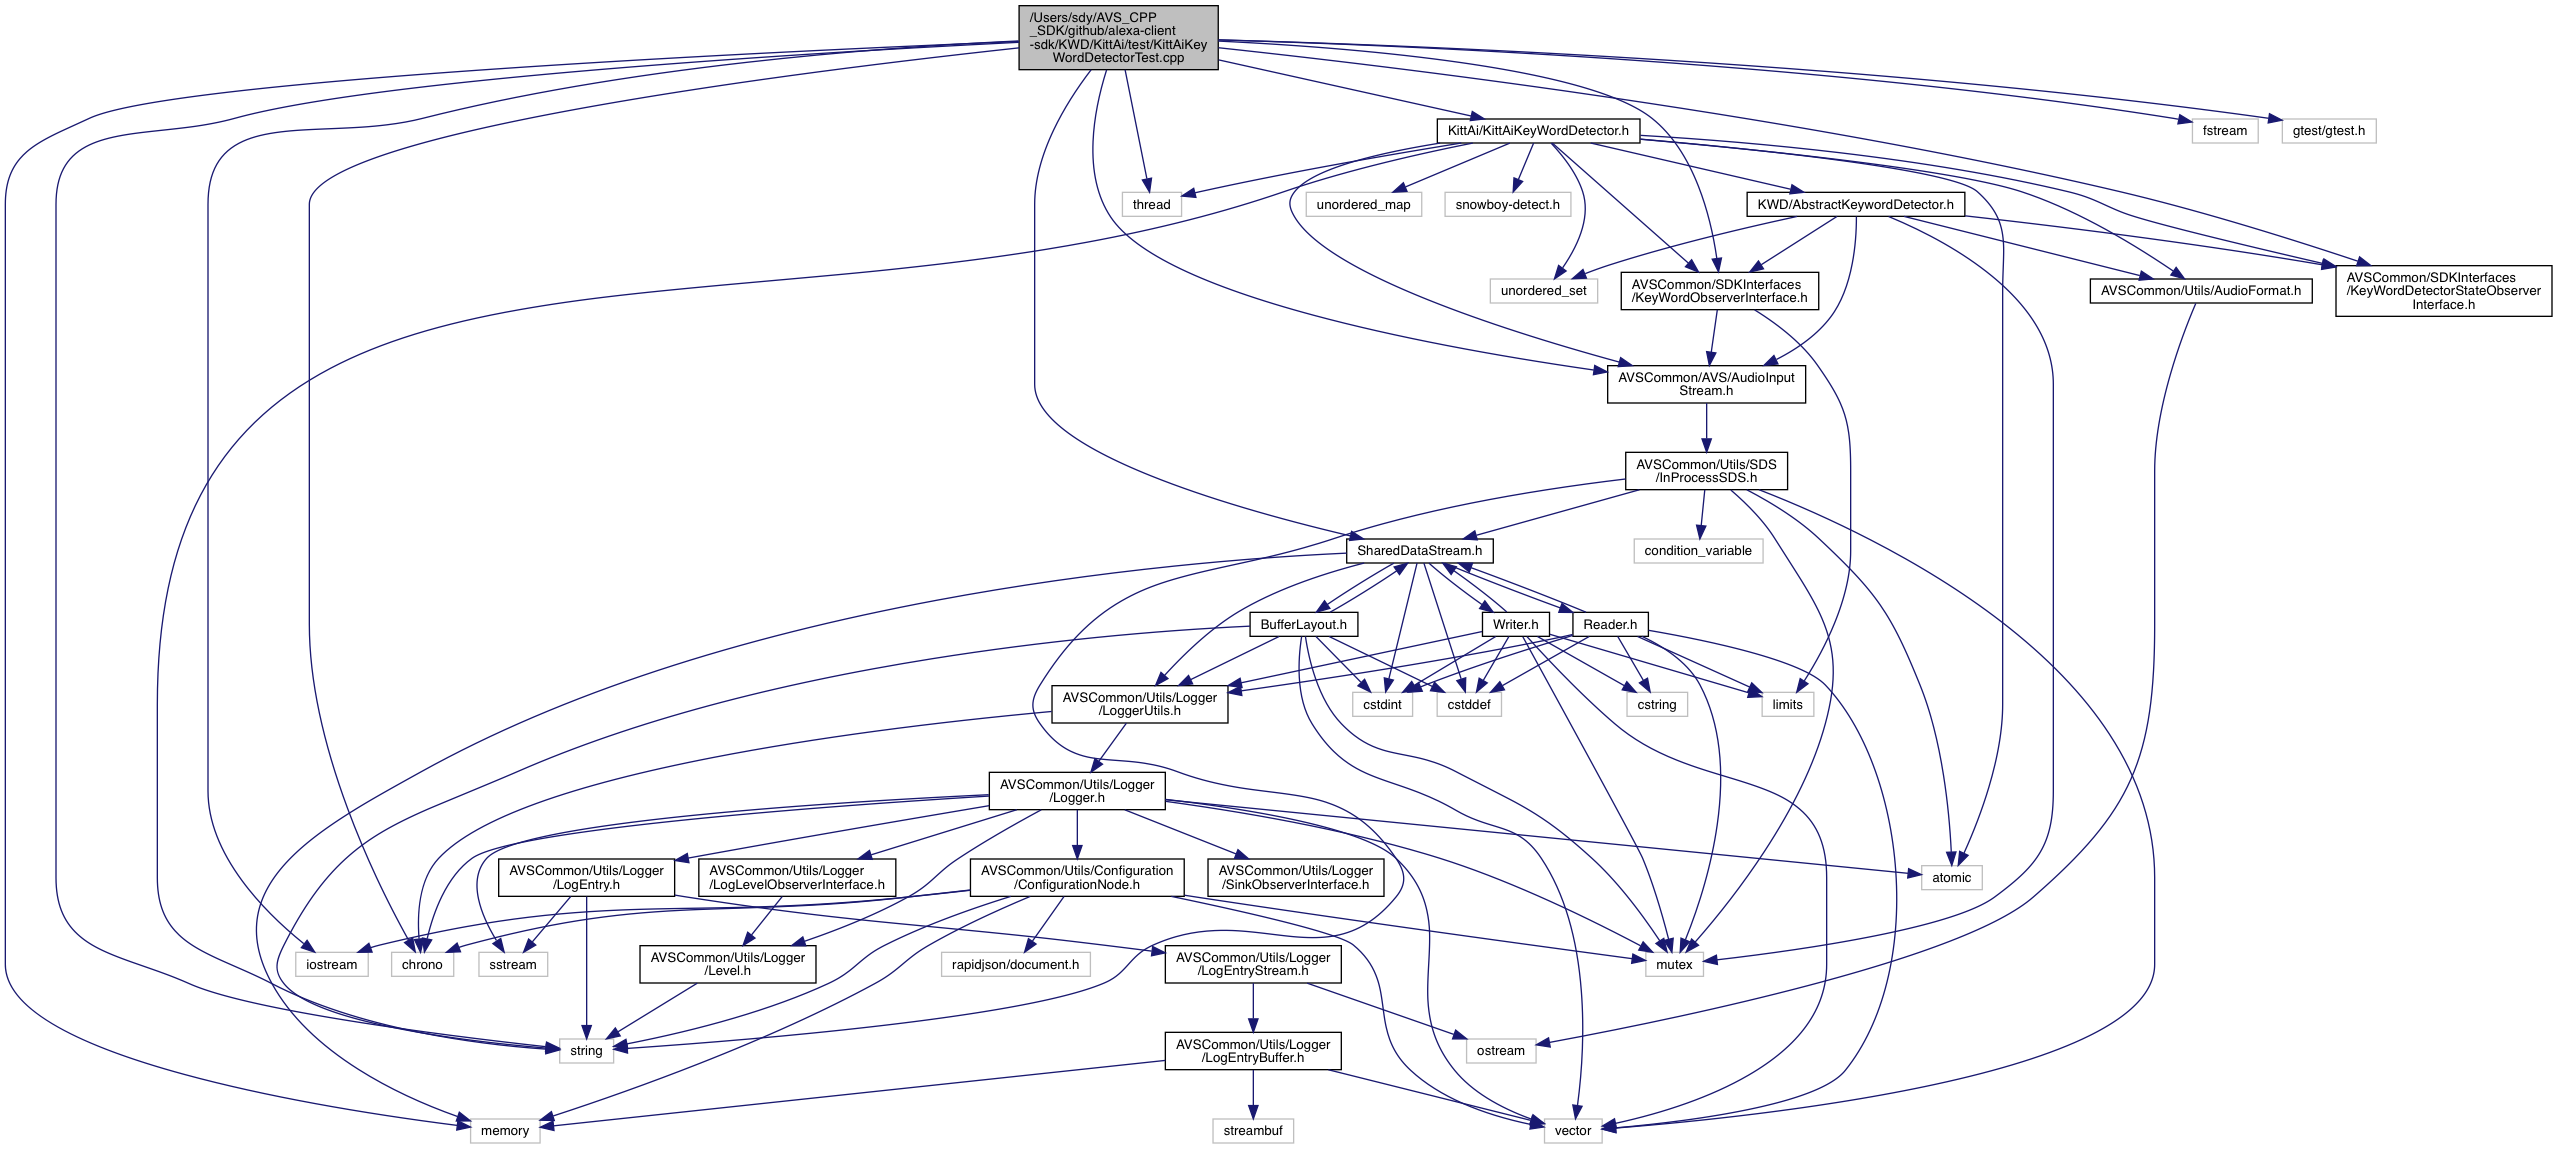 /Users/sdy/AVS_CPP
_SDK/github/alexa-client
-sdk/KWD/KittAi/test/KittAiKey
WordDetectorTest.cpp
KittAi/KittAiKeyWordDetector.h
fstream
gtest/gtest.h
thread
unordered_map
snowboy-detect.h
KWD/AbstractKeywordDetector.h
unordered_set
AVSCommon/SDKInterfaces
/KeyWordObserverInterface.h
AVSCommon/Utils/AudioFormat.h
AVSCommon/SDKInterfaces
/KeyWordDetectorStateObserver
Interface.h
AVSCommon/AVS/AudioInput
Stream.h
AVSCommon/Utils/SDS
/InProcessSDS.h
SharedDataStream.h
condition_variable
BufferLayout.h
Writer.h
Reader.h
AVSCommon/Utils/Logger
/LoggerUtils.h
cstdint
cstddef
cstring
limits
AVSCommon/Utils/Logger
/Logger.h
AVSCommon/Utils/Logger
/LogEntry.h
AVSCommon/Utils/Logger
/LogLevelObserverInterface.h
AVSCommon/Utils/Configuration
/ConfigurationNode.h
AVSCommon/Utils/Logger
/SinkObserverInterface.h
atomic
iostream
chrono
sstream
AVSCommon/Utils/Logger
/Level.h
rapidjson/document.h
AVSCommon/Utils/Logger
/LogEntryStream.h
mutex
string
AVSCommon/Utils/Logger
/LogEntryBuffer.h
ostream
memory
streambuf
vector